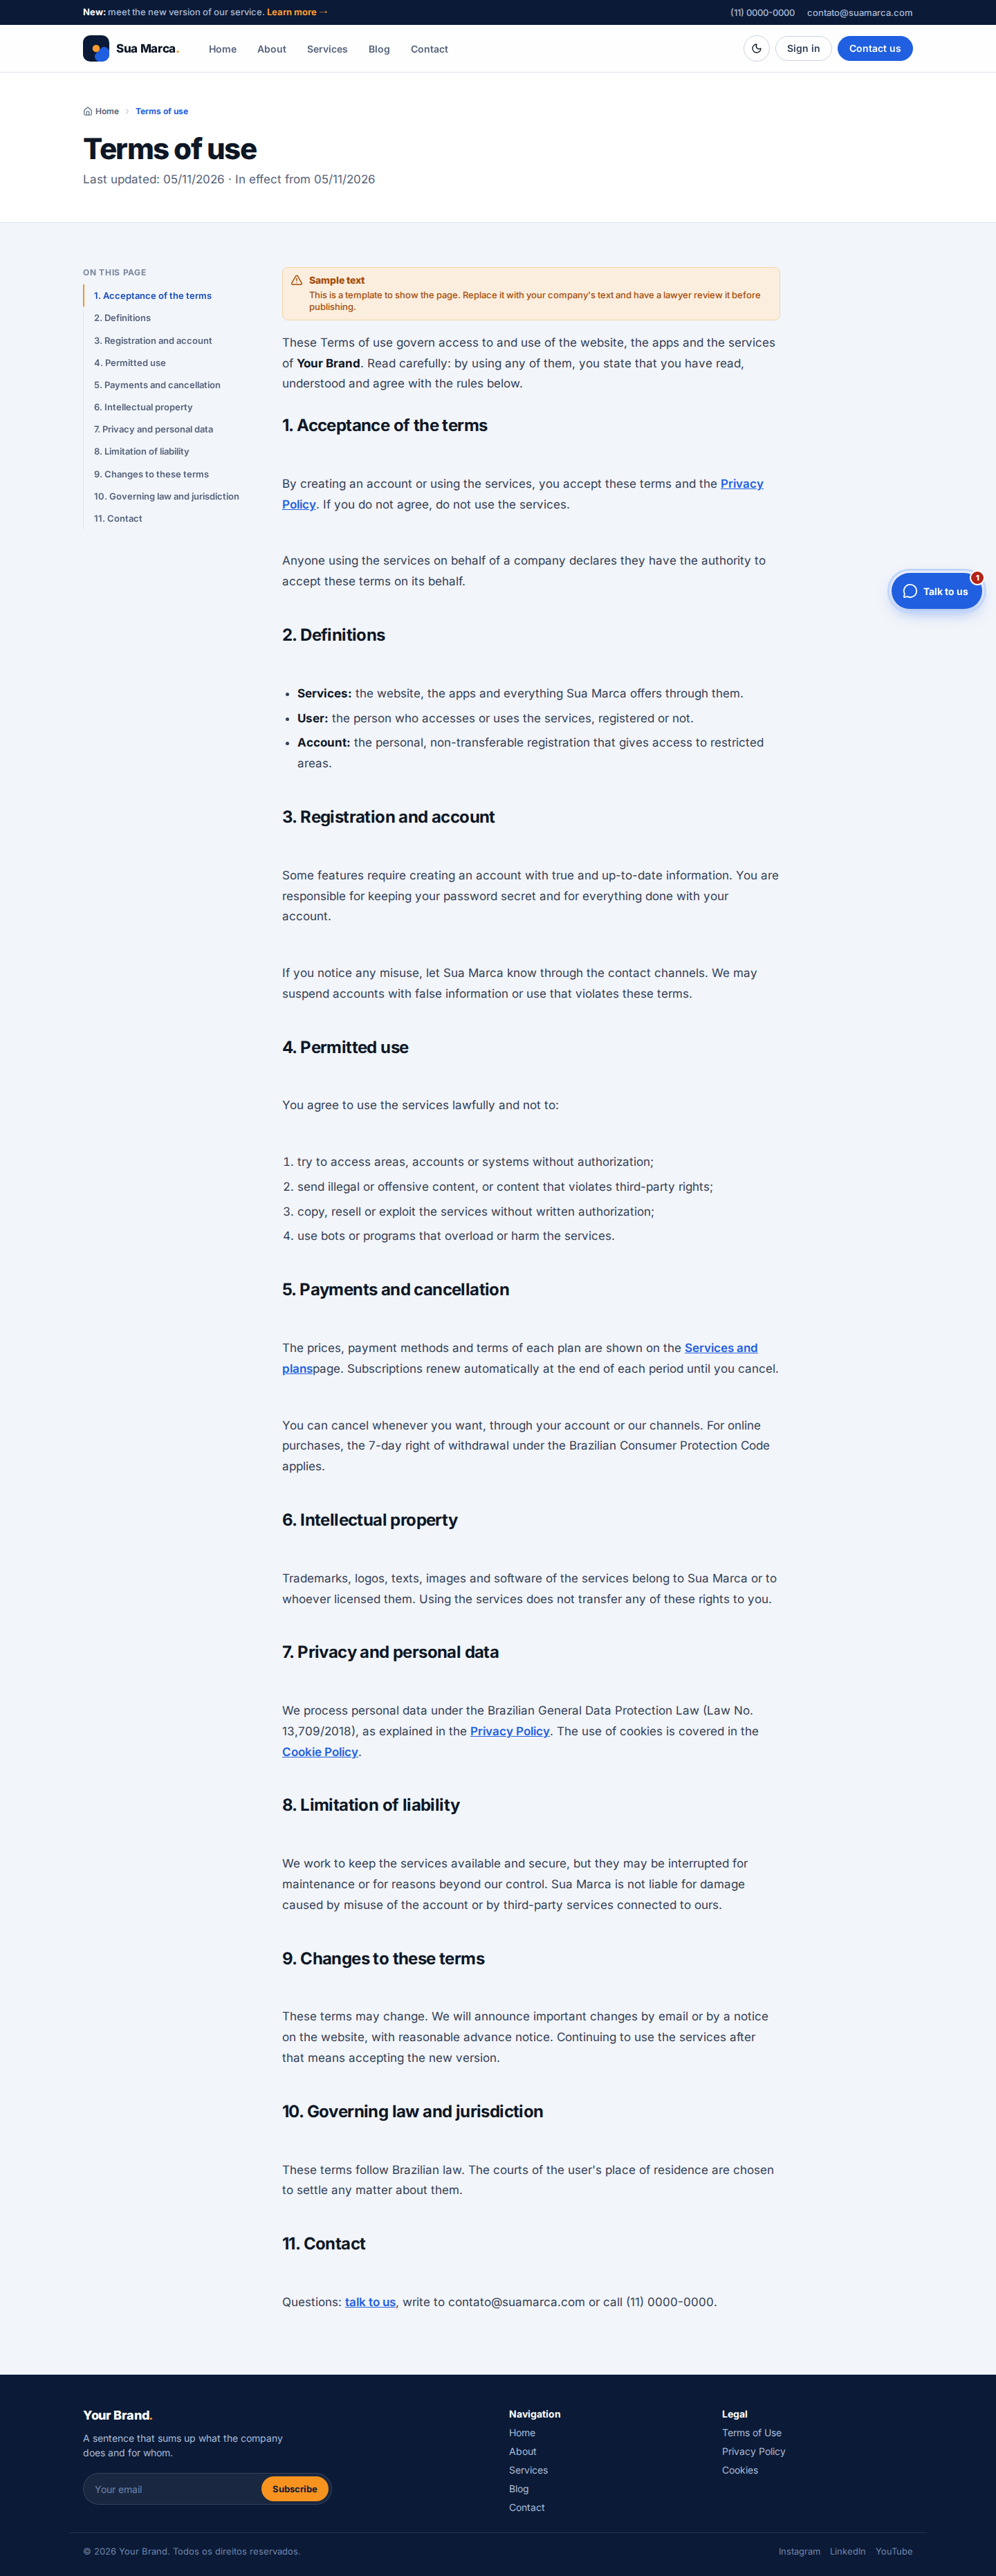 New: meet the new version of our service. Learn more →
(11) 0000-0000 contato@suamarca.com
Sua Marca.
Home About Services Blog Contact
Sign in
Contact us
Home › Terms of use
Terms of use
Last updated: 05/11/2026 · In effect from 05/11/2026
ON THIS PAGE
1. Acceptance of the terms
2. Definitions
3. Registration and account
4. Permitted use
5. Payments and cancellation
6. Intellectual property
7. Privacy and personal data
8. Limitation of liability
9. Changes to these terms
10. Governing law and jurisdiction
11. Contact
Sample text
This is a template to show the page. Replace it with your company's text and have a lawyer review it before
publishing.
These Terms of use govern access to and use of the website, the apps and the services
of Your Brand. Read carefully: by using any of them, you state that you have read,
understood and agree with the rules below.
1. Acceptance of the terms
By creating an account or using the services, you accept these terms and the Privacy
Policy. If you do not agree, do not use the services.
Anyone using the services on behalf of a company declares they have the authority to
accept these terms on its behalf.
Talk to us
1
2. Definitions
• Services: the website, the apps and everything Sua Marca offers through them.
• User: the person who accesses or uses the services, registered or not.
• Account: the personal, non-transferable registration that gives access to restricted
areas.
3. Registration and account
Some features require creating an account with true and up-to-date information. You are
responsible for keeping your password secret and for everything done with your
account.
If you notice any misuse, let Sua Marca know through the contact channels. We may
suspend accounts with false information or use that violates these terms.
4. Permitted use
You agree to use the services lawfully and not to:
1. try to access areas, accounts or systems without authorization;
2. send illegal or offensive content, or content that violates third-party rights;
3. copy, resell or exploit the services without written authorization;
4. use bots or programs that overload or harm the services.
5. Payments and cancellation
The prices, payment methods and terms of each plan are shown on the Services and
planspage. Subscriptions renew automatically at the end of each period until you cancel.
You can cancel whenever you want, through your account or our channels. For online
purchases, the 7-day right of withdrawal under the Brazilian Consumer Protection Code
applies.
6. Intellectual property
Trademarks, logos, texts, images and software of the services belong to Sua Marca or to
whoever licensed them. Using the services does not transfer any of these rights to you.
7. Privacy and personal data
We process personal data under the Brazilian General Data Protection Law (Law No.
13,709/2018), as explained in the Privacy Policy. The use of cookies is covered in the
Cookie Policy.
8. Limitation of liability
We work to keep the services available and secure, but they may be interrupted for
maintenance or for reasons beyond our control. Sua Marca is not liable for damage
caused by misuse of the account or by third-party services connected to ours.
9. Changes to these terms
These terms may change. We will announce important changes by email or by a notice
on the website, with reasonable advance notice. Continuing to use the services after
that means accepting the new version.
10. Governing law and jurisdiction
These terms follow Brazilian law. The courts of the user's place of residence are chosen
to settle any matter about them.
11. Contact
Questions: talk to us, write to contato@suamarca.com or call (11) 0000-0000.
Your Brand.
A sentence that sums up what the company
does and for whom.
Your email
Subscribe
Navigation
Home
About
Services
Blog
Contact
Legal
Terms of Use
Privacy Policy
Cookies
© 2026 Your Brand. Todos os direitos reservados.
Instagram LinkedIn YouTube